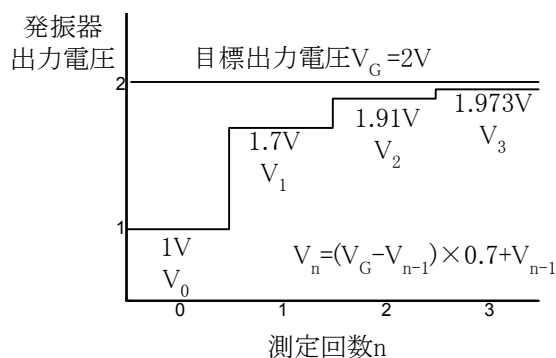 発振器
出力電圧
目標出力電圧V_G =2V
2
1.973V
V_3
1.91V
V_2
1.7V
V_1
1
1V
V_0
V_n=(V_G−V_n-1)×0.7+V_n-1
0 1 2 3
測定回数n